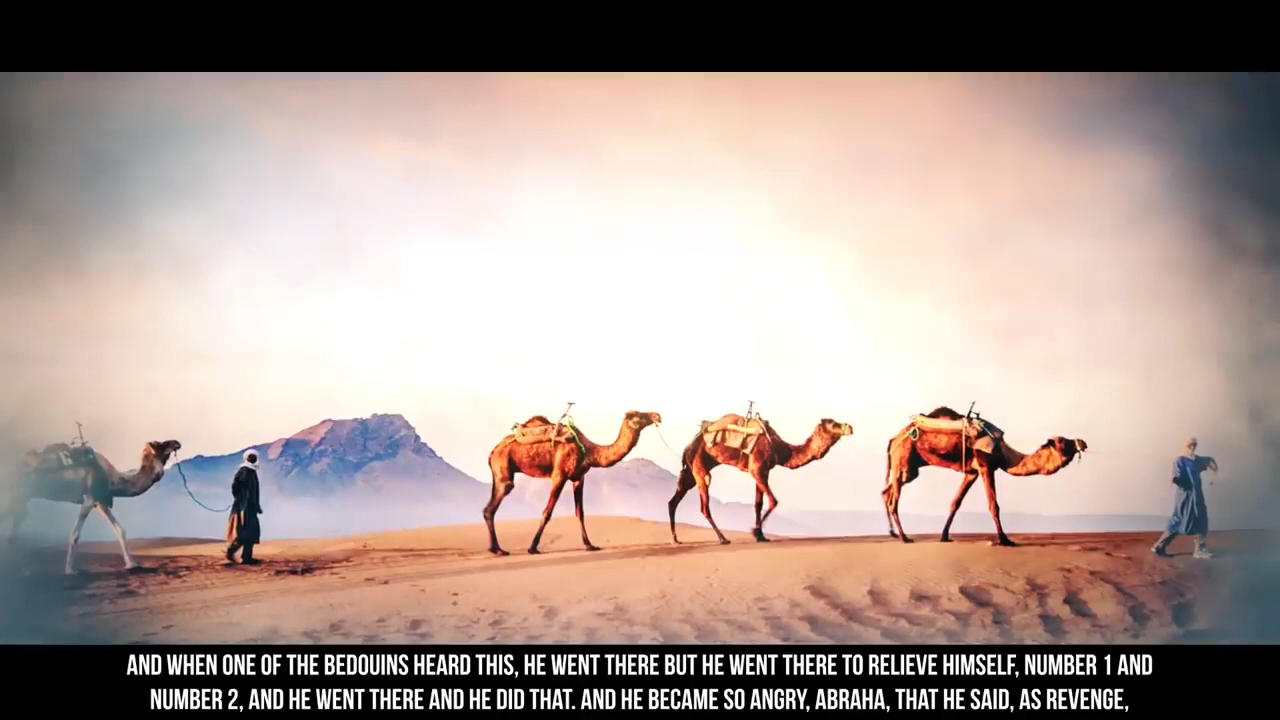 AND WHEN ONE OF THE BEDOUINS HEARD THIS, HE WENT THERE BUT HE WENT THERE TO RELIEVE HIMSELF, NUMBER 1 AND
NUMBER 2, AND HE WENT THERE AND HE DID THAT. AND HE BECAME SO ANGRY, ABRAHA, THAT HE SAID, AS REVENGE,